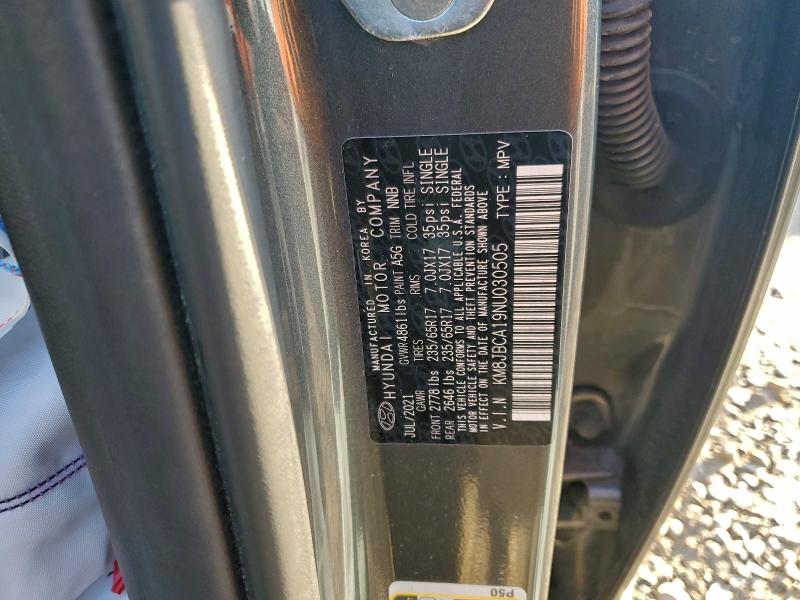 MANUFACTURED IN KOREA BY
HYUNDAI MOTOR COMPANY
JUL/2021 GVWR 4861lbs PAINT A5G TRIM NNB
GAWR TIRES RIMS COLD TIRE INFL
FRONT 2778lbs 235/65R17 7.0JX17 35psi SINGLE
REAR 2646lbs 235/65R17 7.0JX17 35psi SINGLE
THIS VEHICLE CONFORMS TO ALL APPLICABLE U.S.A. FEDERAL
MOTOR VEHICLE SAFETY AND THEFT PREVENTION STANDARDS
IN EFFECT ON THE DATE OF MANUFACTURE SHOWN ABOVE
V.I.N KM8JBCA19NU030505 TYPE : MPV
P50